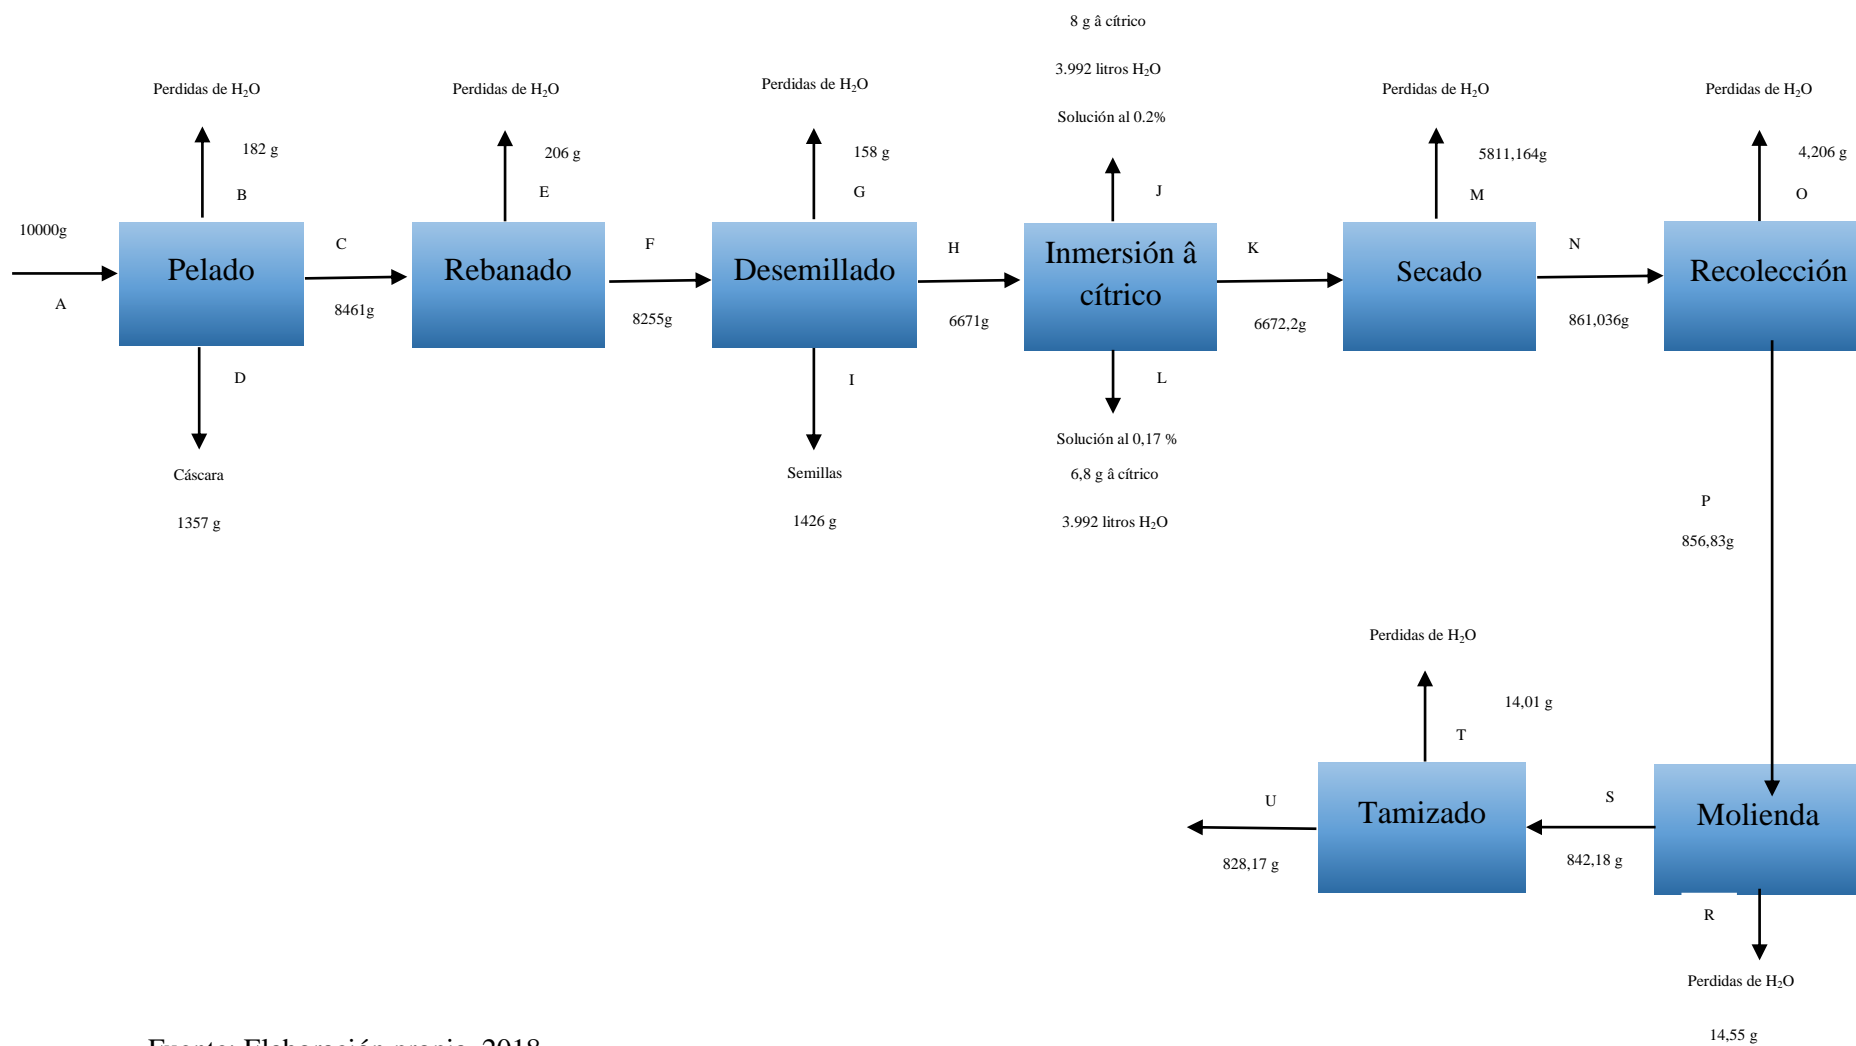 8 g â cítrico
3.992 litros H₂O
Solución al 0.2%
Perdidas de H₂O
182 g
B
Perdidas de H₂O
206 g
E
Perdidas de H₂O
158 g
G
J
Perdidas de H₂O
5811,164g
M
Perdidas de H₂O
4,206 g
O
10000g
A
Pelado
C
8461g
Rebanado
F
8255g
Desemillado
H
6671g
Inmersión â
cítrico
K
6672,2g
Secado
N
861,036g
Recolección
D
Cáscara
1357 g
I
Semillas
1426 g
L
Solución al 0,17 %
6,8 g â cítrico
3.992 litros H₂O
P
856,83g
Perdidas de H₂O
14,01 g
T
U
828,17 g
Tamizado
S
842,18 g
Molienda
R
Perdidas de H₂O
14,55 g
Fuente: Elaboración propia, 2018